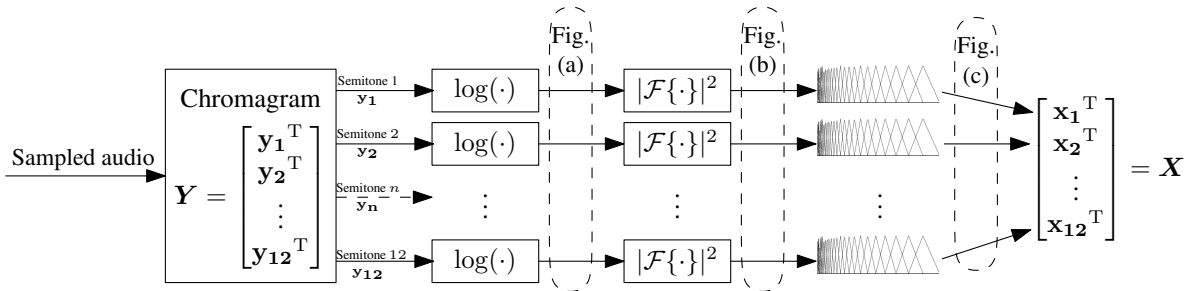 Fig. (a)
Fig. (b)
Fig. (c)
Sampled audio
Chromagram
Y = [y₁ᵀ y₂ᵀ ⋮ y₁₂ᵀ]
Semitone 1
y₁
log(·)
|ℱ{·}|²
Semitone 2
y₂
log(·)
|ℱ{·}|²
Semitone n
yₙ
⋮ ⋮ ⋮
Semitone 12
y₁₂
log(·)
|ℱ{·}|²
[x₁ᵀ x₂ᵀ ⋮ x₁₂ᵀ] = X